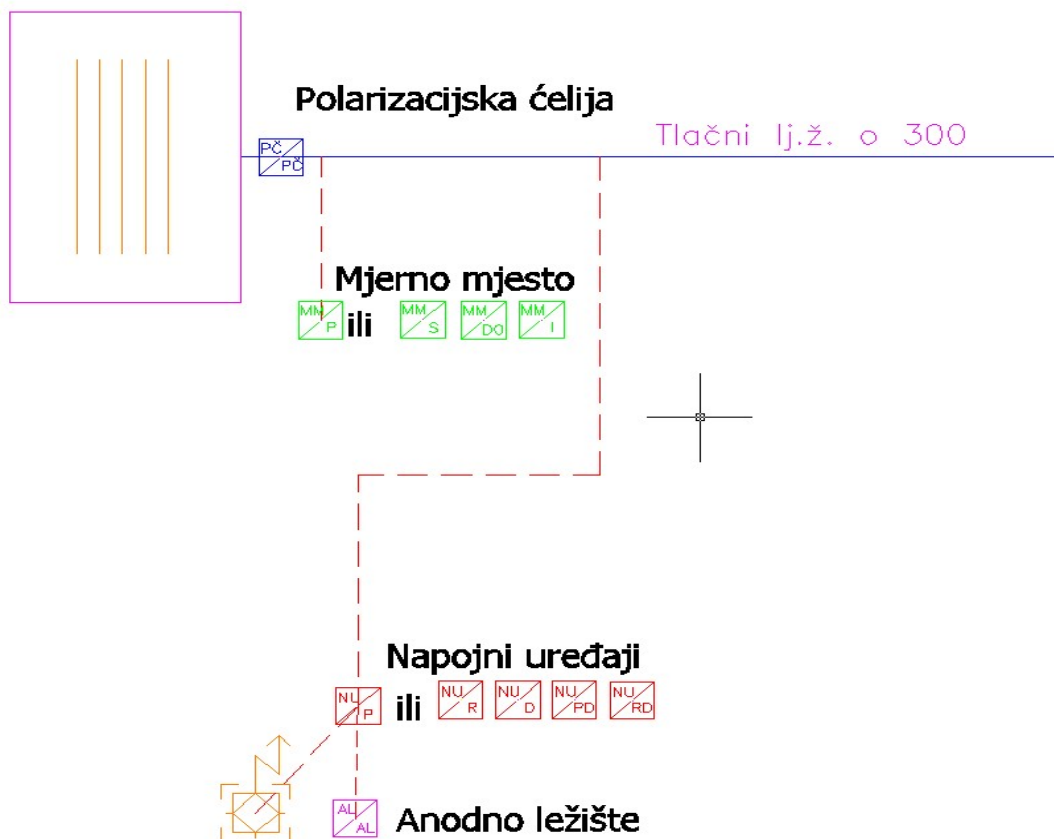 Polarizacijska ćelija
PČ
PČ
Tlačni lj.ž. o 300
Mjerno mjesto
MM P ili MM S MM DO MM I
Napojni uređaji
NU P ili NU R NU D NU PD NU RD
AL AL Anodno ležište